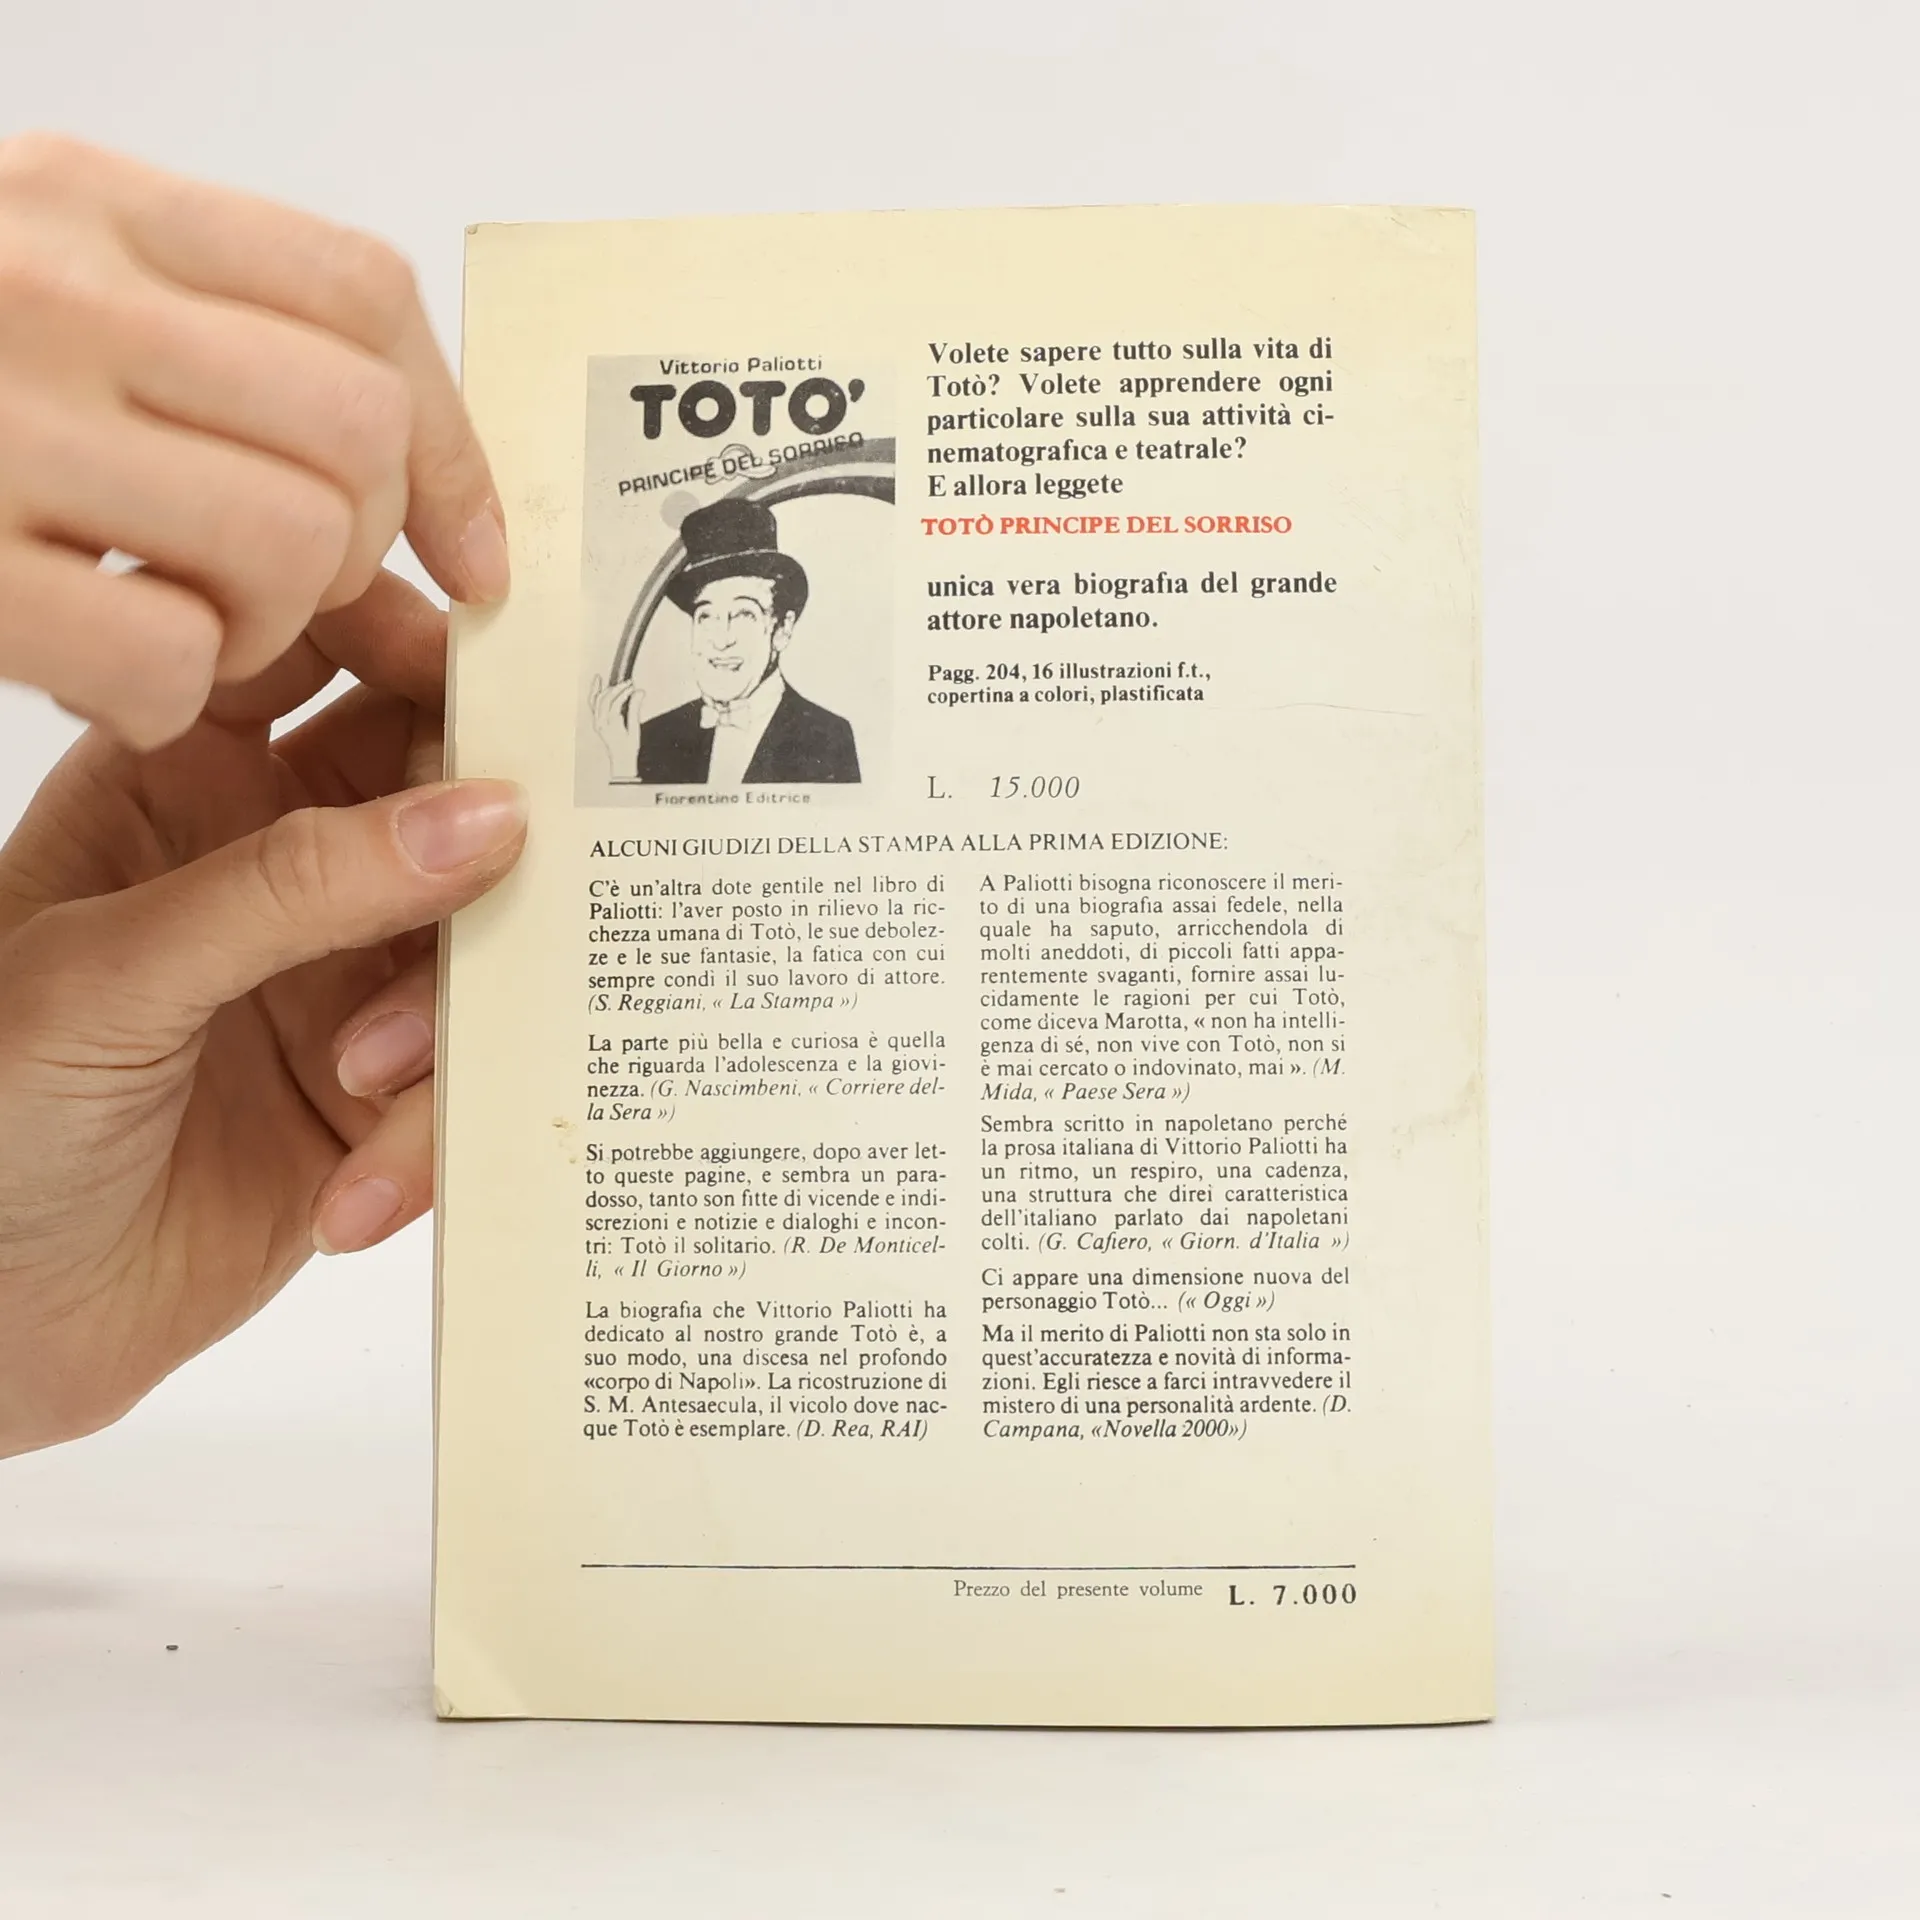 Vittorio Paliotti
TOTO'
PRINCIPE DEL SORRISO
Fiorentino Editrice
Volete sapere tutto sulla vita di
Totò? Volete apprendere ogni
particolare sulla sua attività ci-
nematografica e teatrale?
E allora leggete
TOTÒ PRINCIPE DEL SORRISO
unica vera biografia del grande
attore napoletano.
Pagg. 204, 16 illustrazioni f.t.,
copertina a colori, plastificata
L. 15.000
ALCUNI GIUDIZI DELLA STAMPA ALLA PRIMA EDIZIONE:
C'è un'altra dote gentile nel libro di
Paliotti: l'aver posto in rilievo la ric-
chezza umana di Totò, le sue debolez-
ze e le sue fantasie, la fatica con cui
sempre condì il suo lavoro di attore.
(S. Reggiani, « La Stampa »)
La parte più bella e curiosa è quella
che riguarda l'adolescenza e la giovi-
nezza. (G. Nascimbeni, « Corriere del-
la Sera »)
Si potrebbe aggiungere, dopo aver let-
to queste pagine, e sembra un para-
dosso, tanto son fitte di vicende e indi-
screzioni e notizie e dialoghi e incon-
tri: Totò il solitario. (R. De Monticel-
li, « Il Giorno »)
La biografia che Vittorio Paliotti ha
dedicato al nostro grande Totò è, a
suo modo, una discesa nel profondo
«corpo di Napoli». La ricostruzione di
S. M. Antesaecula, il vicolo dove nac-
que Totò è esemplare. (D. Rea, RAI)
A Paliotti bisogna riconoscere il meri-
to di una biografia assai fedele, nella
quale ha saputo, arricchendola di
molti aneddoti, di piccoli fatti appa-
rentemente svaganti, fornire assai lu-
cidamente le ragioni per cui Totò,
come diceva Marotta, « non ha intelli-
genza di sé, non vive con Totò, non si
è mai cercato o indovinato, mai ». (M.
Mida, « Paese Sera »)
Sembra scritto in napoletano perché
la prosa italiana di Vittorio Paliotti ha
un ritmo, un respiro, una cadenza,
una struttura che direi caratteristica
dell'italiano parlato dai napoletani
colti. (G. Cafiero, « Giorn. d'Italia »)
Ci appare una dimensione nuova del
personaggio Totò... (« Oggi »)
Ma il merito di Paliotti non sta solo in
quest'accuratezza e novità di informa-
zioni. Egli riesce a farci intravvedere il
mistero di una personalità ardente. (D.
Campana, «Novella 2000»)
Prezzo del presente volume L. 7.000